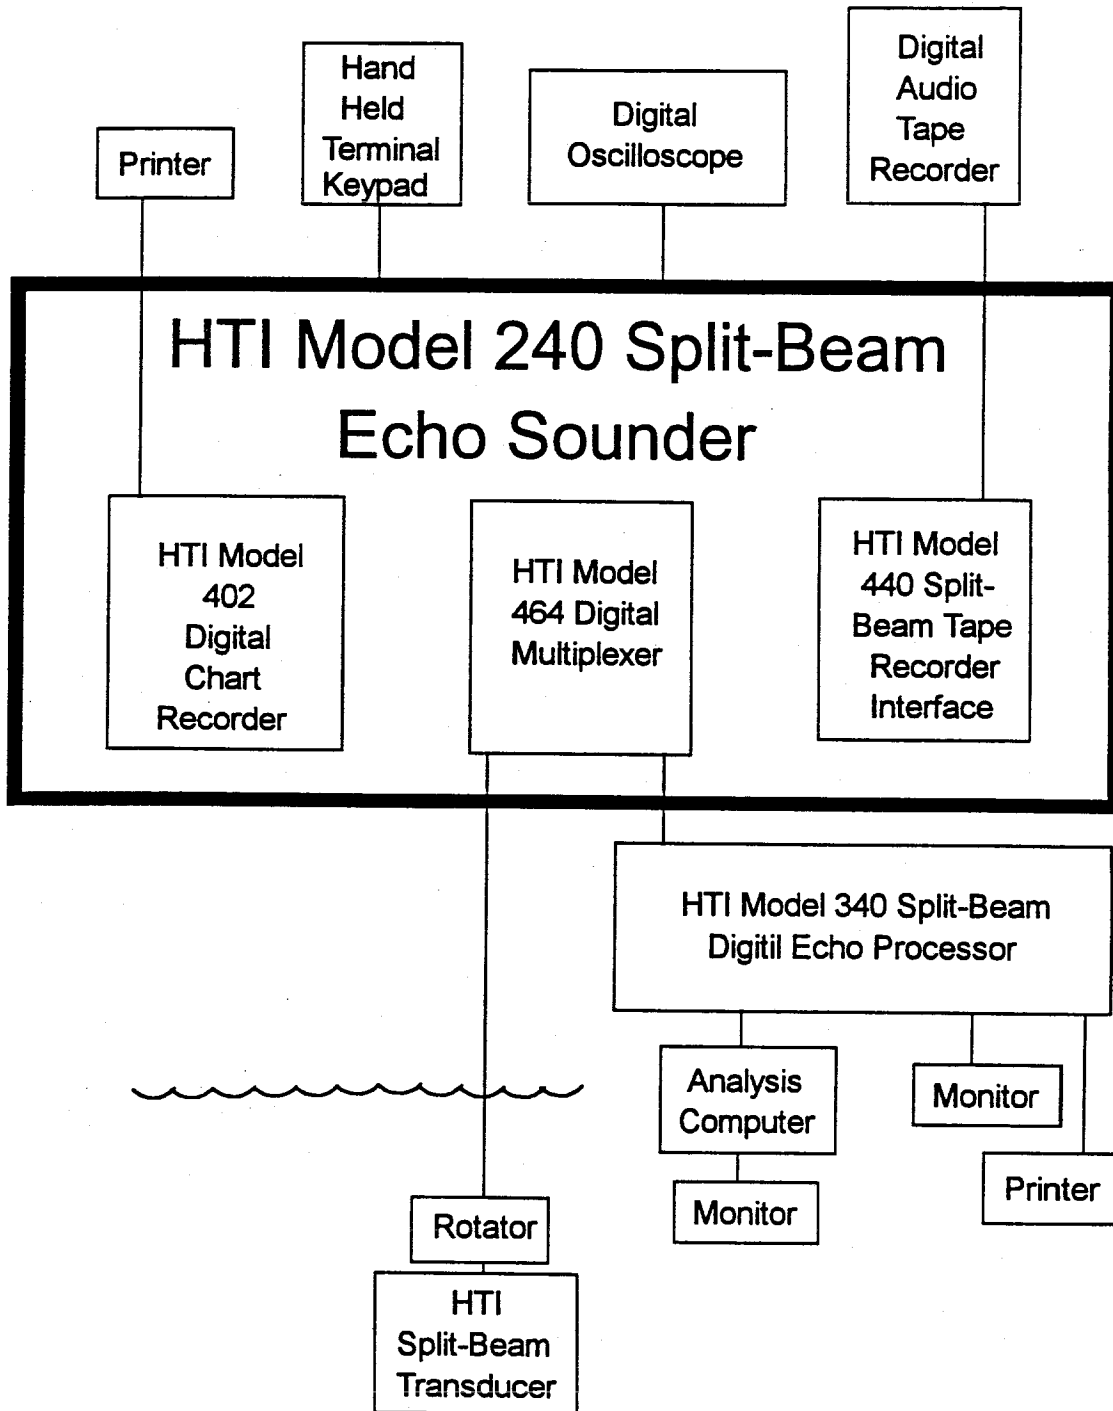 Printer
Hand
Held
Terminal
Keypad
Digital
Oscilloscope
Digital
Audio
Tape
Recorder
HTI Model 240 Split-Beam
Echo Sounder
HTI Model
402
Digital
Chart
Recorder
HTI Model
464 Digital
Multiplexer
HTI Model
440 Split-
Beam Tape
Recorder
Interface
HTI Model 340 Split-Beam
Digitil Echo Processor
Analysis
Computer
Monitor
Monitor
Printer
Rotator
HTI
Split-Beam
Transducer